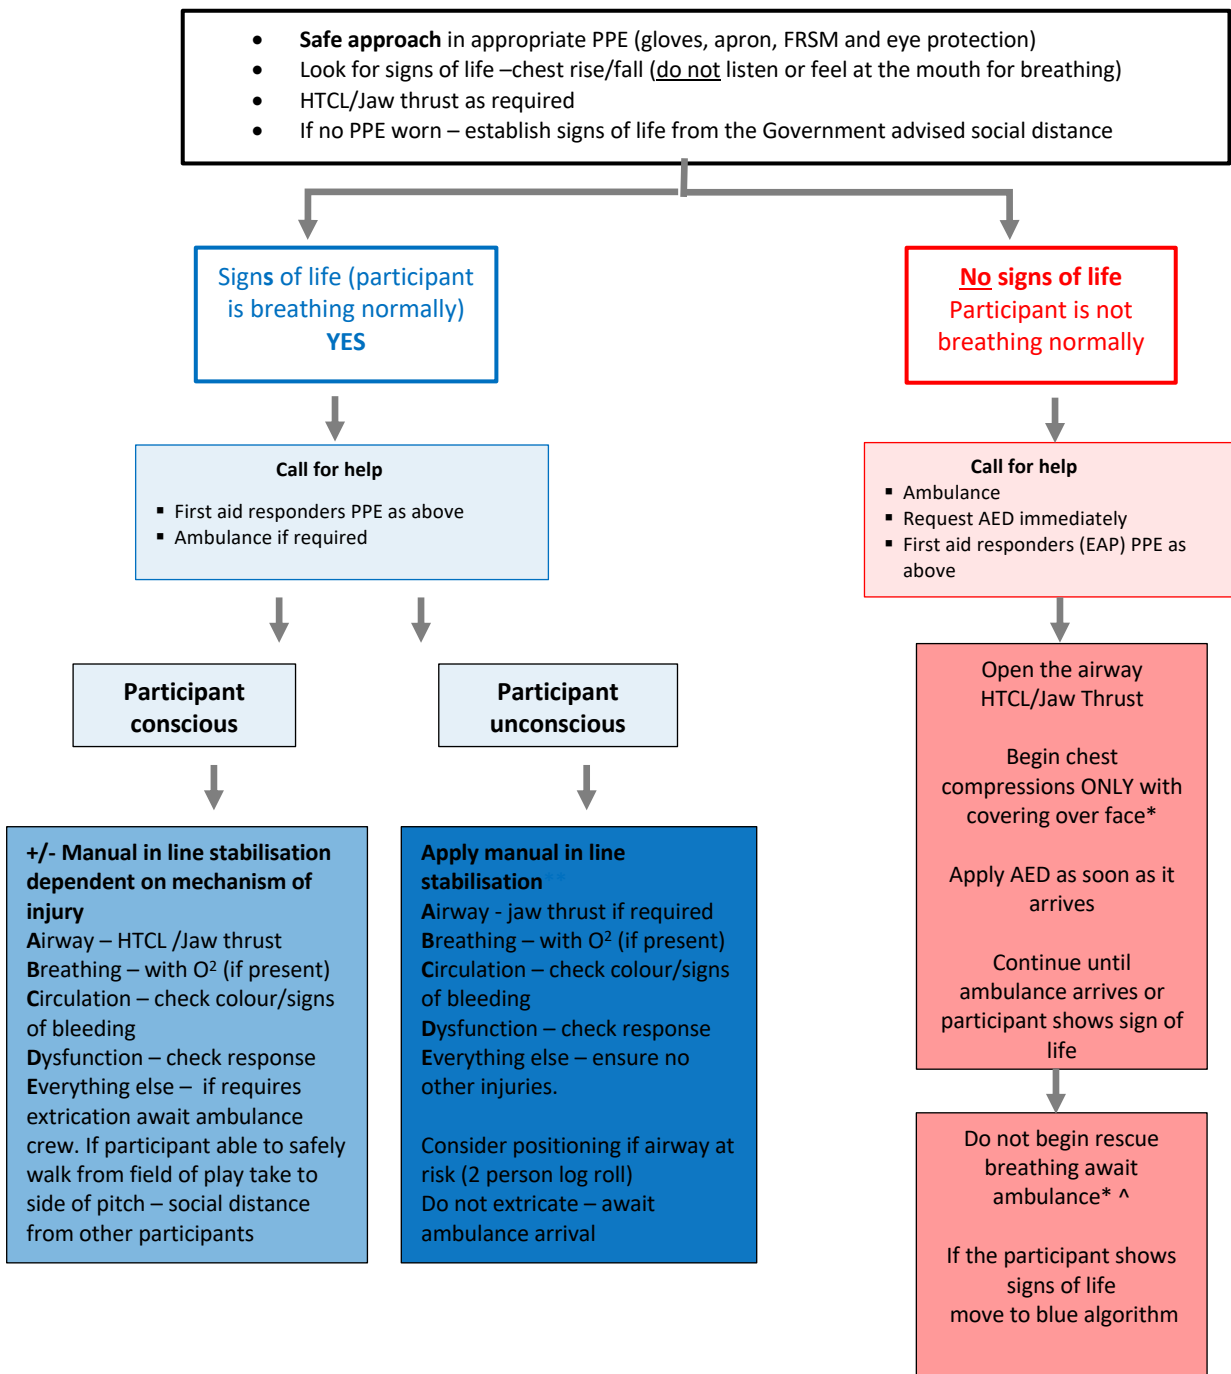 • Safe approach in appropriate PPE (gloves, apron, FRSM and eye protection)
• Look for signs of life –chest rise/fall (do not listen or feel at the mouth for breathing)
• HTCL/Jaw thrust as required
• If no PPE worn – establish signs of life from the Government advised social distance
Signs of life (participant
is breathing normally)
YES
No signs of life
Participant is not
breathing normally
Call for help
▪ First aid responders PPE as above
▪ Ambulance if required
Call for help
▪ Ambulance
▪ Request AED immediately
▪ First aid responders (EAP) PPE as
above
Participant
conscious
Participant
unconscious
Open the airway
HTCL/Jaw Thrust
Begin chest
compressions ONLY with
covering over face*
Apply AED as soon as it
arrives
Continue until
ambulance arrives or
participant shows sign of
life
+/- Manual in line stabilisation
dependent on mechanism of
injury
Airway – HTCL /Jaw thrust
Breathing – with O² (if present)
Circulation – check colour/signs
of bleeding
Dysfunction – check response
Everything else –  if requires
extrication await ambulance
crew. If participant able to safely
walk from field of play take to
side of pitch – social distance
from other participants
Apply manual in line
stabilisation**
Airway - jaw thrust if required
Breathing – with O² (if present)
Circulation – check colour/signs
of bleeding
Dysfunction – check response
Everything else – ensure no
other injuries.
Consider positioning if airway at
risk (2 person log roll)
Do not extricate – await
ambulance arrival
Do not begin rescue
breathing await
ambulance* ^
If the participant shows
signs of life
move to blue algorithm